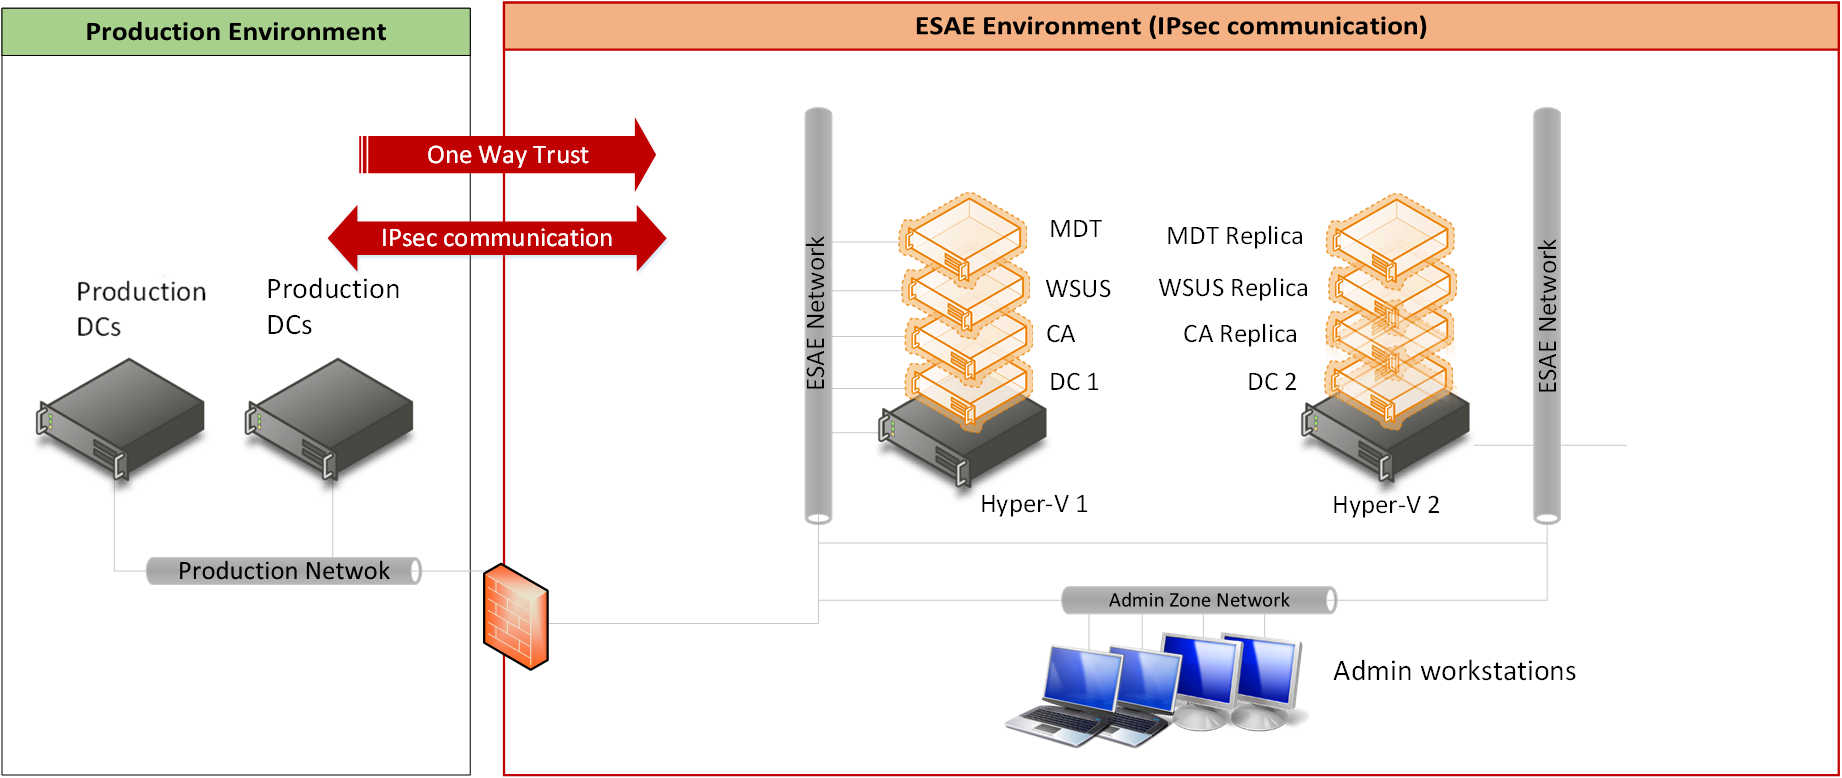 Production Environment
ESAE Environment (IPsec communication)
One Way Trust
IPsec communication
Production
DCs
Production
DCs
Production Netwok
ESAE Network
MDT
WSUS
CA
DC 1
Hyper-V 1
MDT Replica
WSUS Replica
CA Replica
DC 2
Hyper-V 2
ESAE Network
Admin Zone Network
Admin workstations